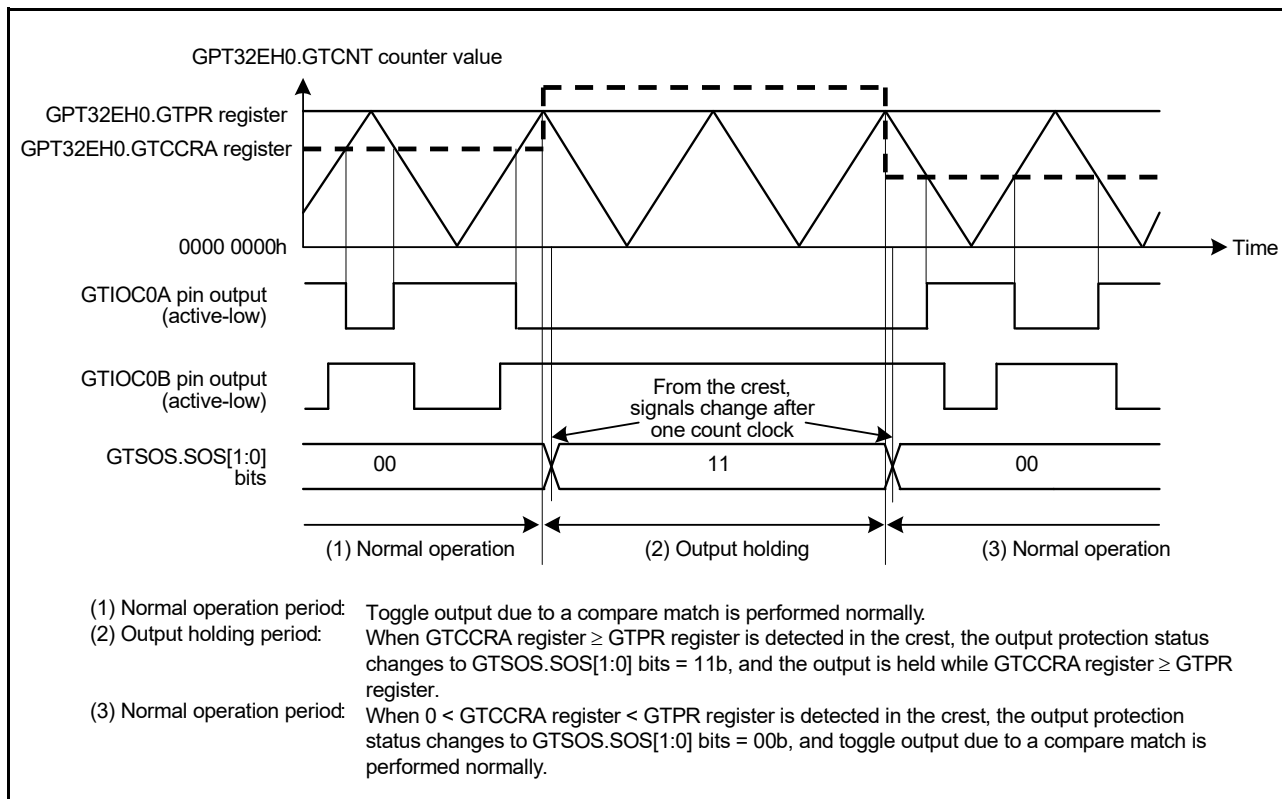 GPT32EH0.GTCNT counter value
GPT32EH0.GTPR register
GPT32EH0.GTCCRA register
0000 0000h
Time
GTIOC0A pin output
(active-low)
GTIOC0B pin output
(active-low)
From the crest,
signals change after
one count clock
GTSOS.SOS[1:0]
bits
00
11
00
(1) Normal operation
(2) Output holding
(3) Normal operation
(1) Normal operation period: Toggle output due to a compare match is performed normally.
(2) Output holding period: When GTCCRA register ≥ GTPR register is detected in the crest, the output protection status
changes to GTSOS.SOS[1:0] bits = 11b, and the output is held while GTCCRA register ≥ GTPR
register.
(3) Normal operation period: When 0 < GTCCRA register < GTPR register is detected in the crest, the output protection
status changes to GTSOS.SOS[1:0] bits = 00b, and toggle output due to a compare match is
performed normally.